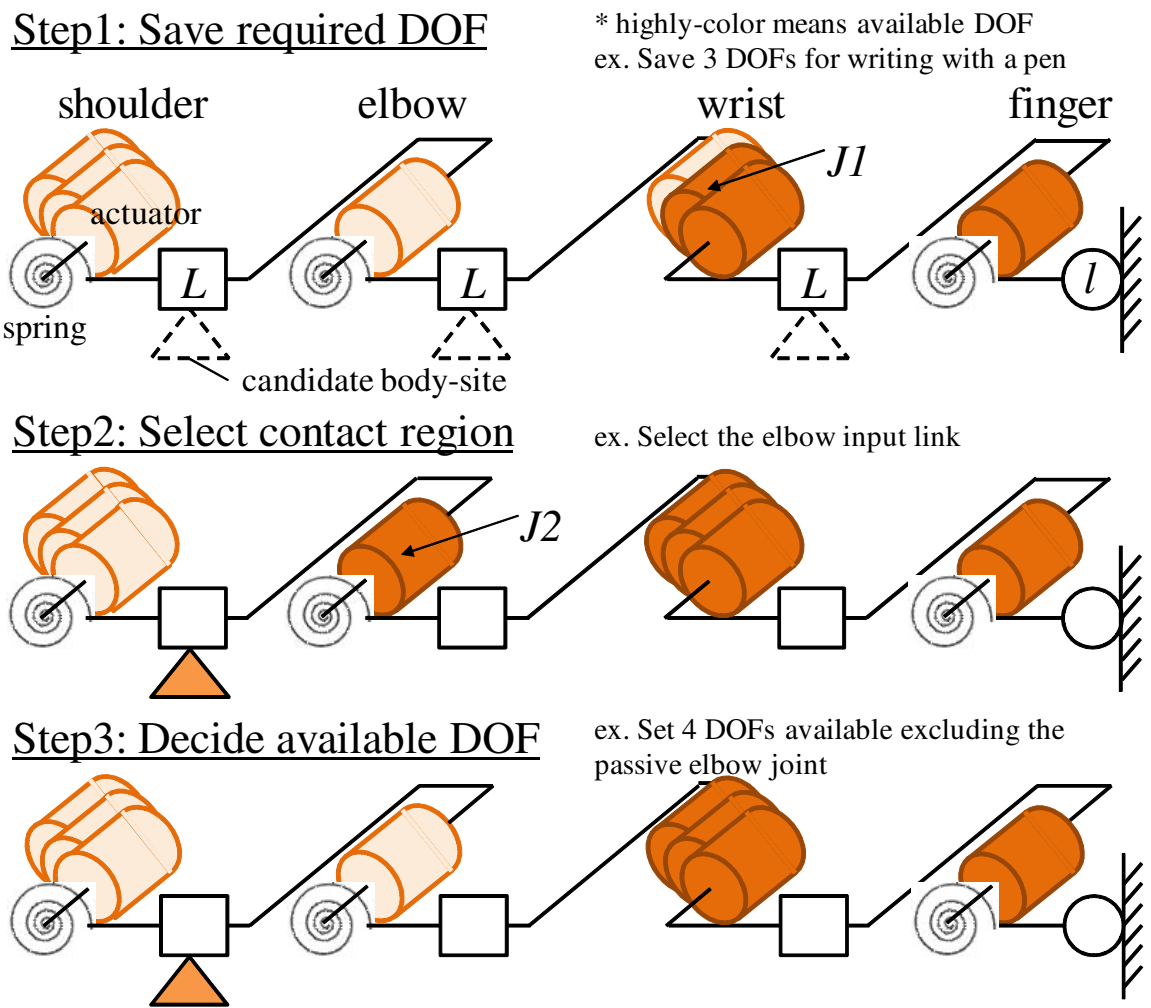 Step1: Save required DOF
* highly-color means available DOF
ex. Save 3 DOFs for writing with a pen
shoulder
elbow
wrist
finger
J1
actuator
L
L
L
l
spring
candidate body-site
Step2: Select contact region
ex. Select the elbow input link
J2
Step3: Decide available DOF
ex. Set 4 DOFs available excluding the
passive elbow joint